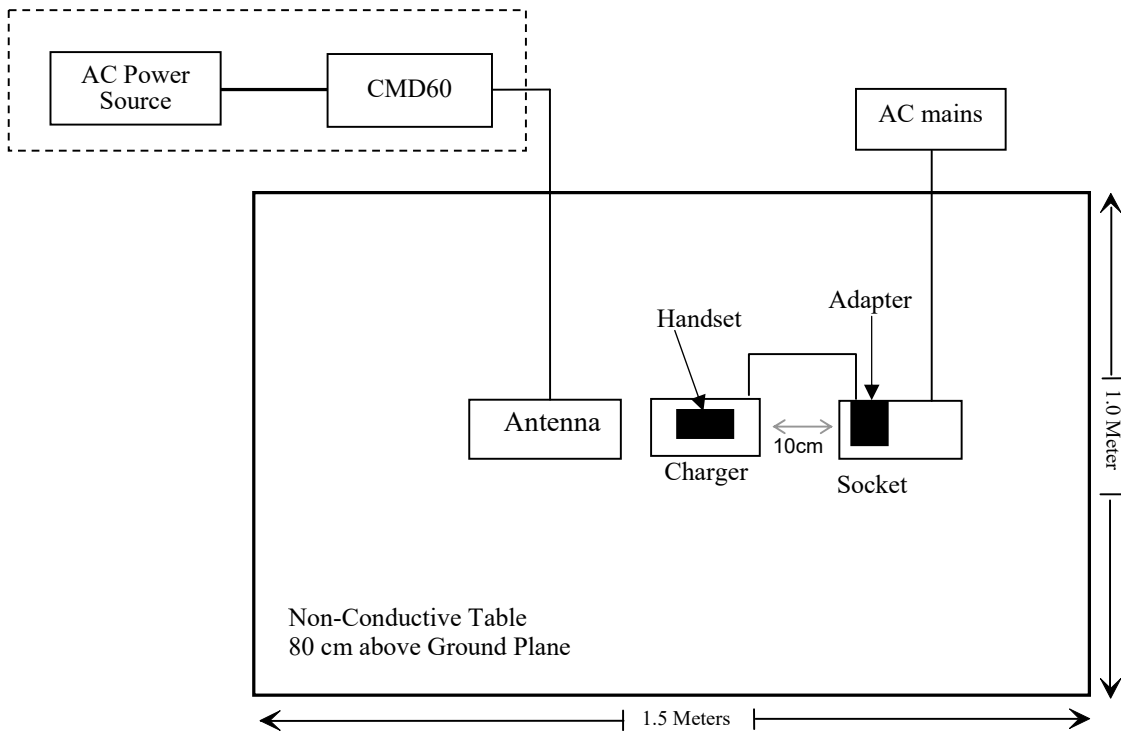 AC Power
Source
CMD60
AC mains
Adapter
Handset
Antenna
10cm
Charger
Socket
1.0 Meter
Non-Conductive Table
80 cm above Ground Plane
1.5 Meters